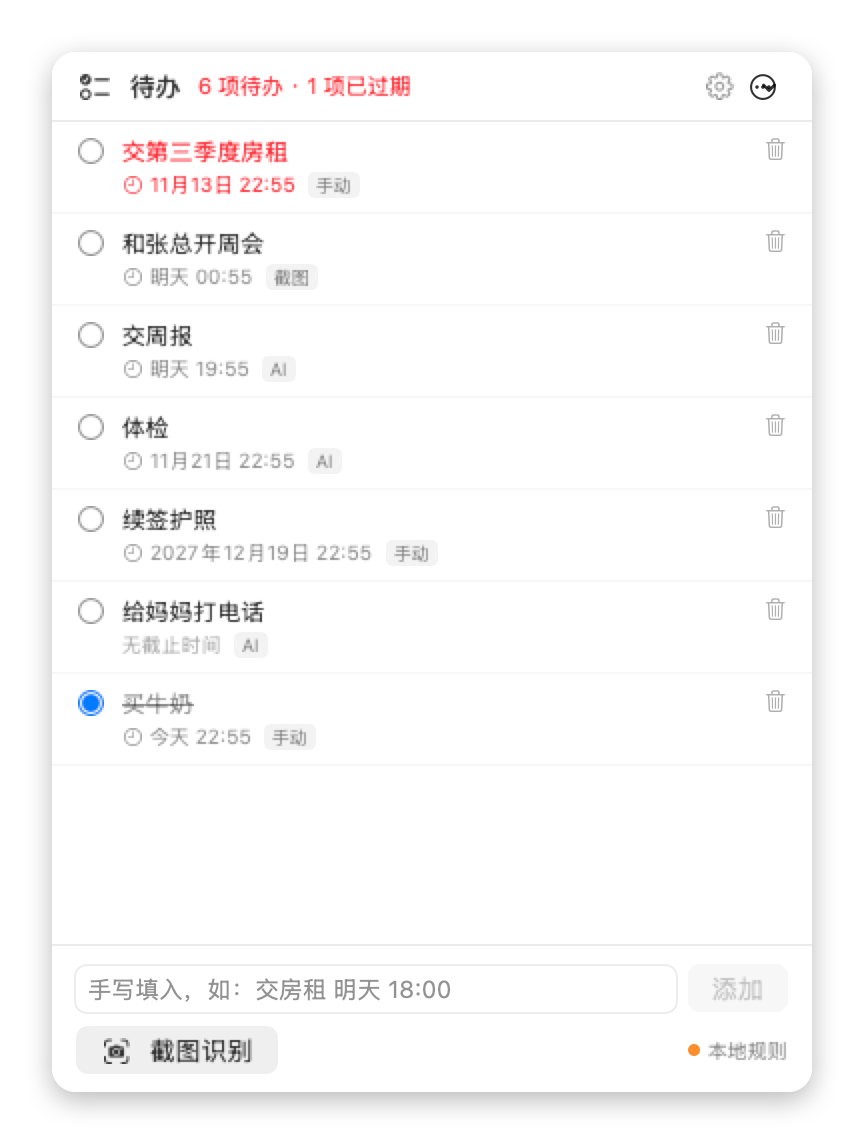 待办 6 项待办 · 1 项已过期
交第三季度房租
11月13日 22:55 手动
和张总开周会
明天 00:55 截图
交周报
明天 19:55 AI
体检
11月21日 22:55 AI
续签护照
2027年12月19日 22:55 手动
给妈妈打电话
无截止时间 AI
买牛奶
今天 22:55 手动
手写填入，如：交房租 明天 18:00 添加
截图识别 本地规则